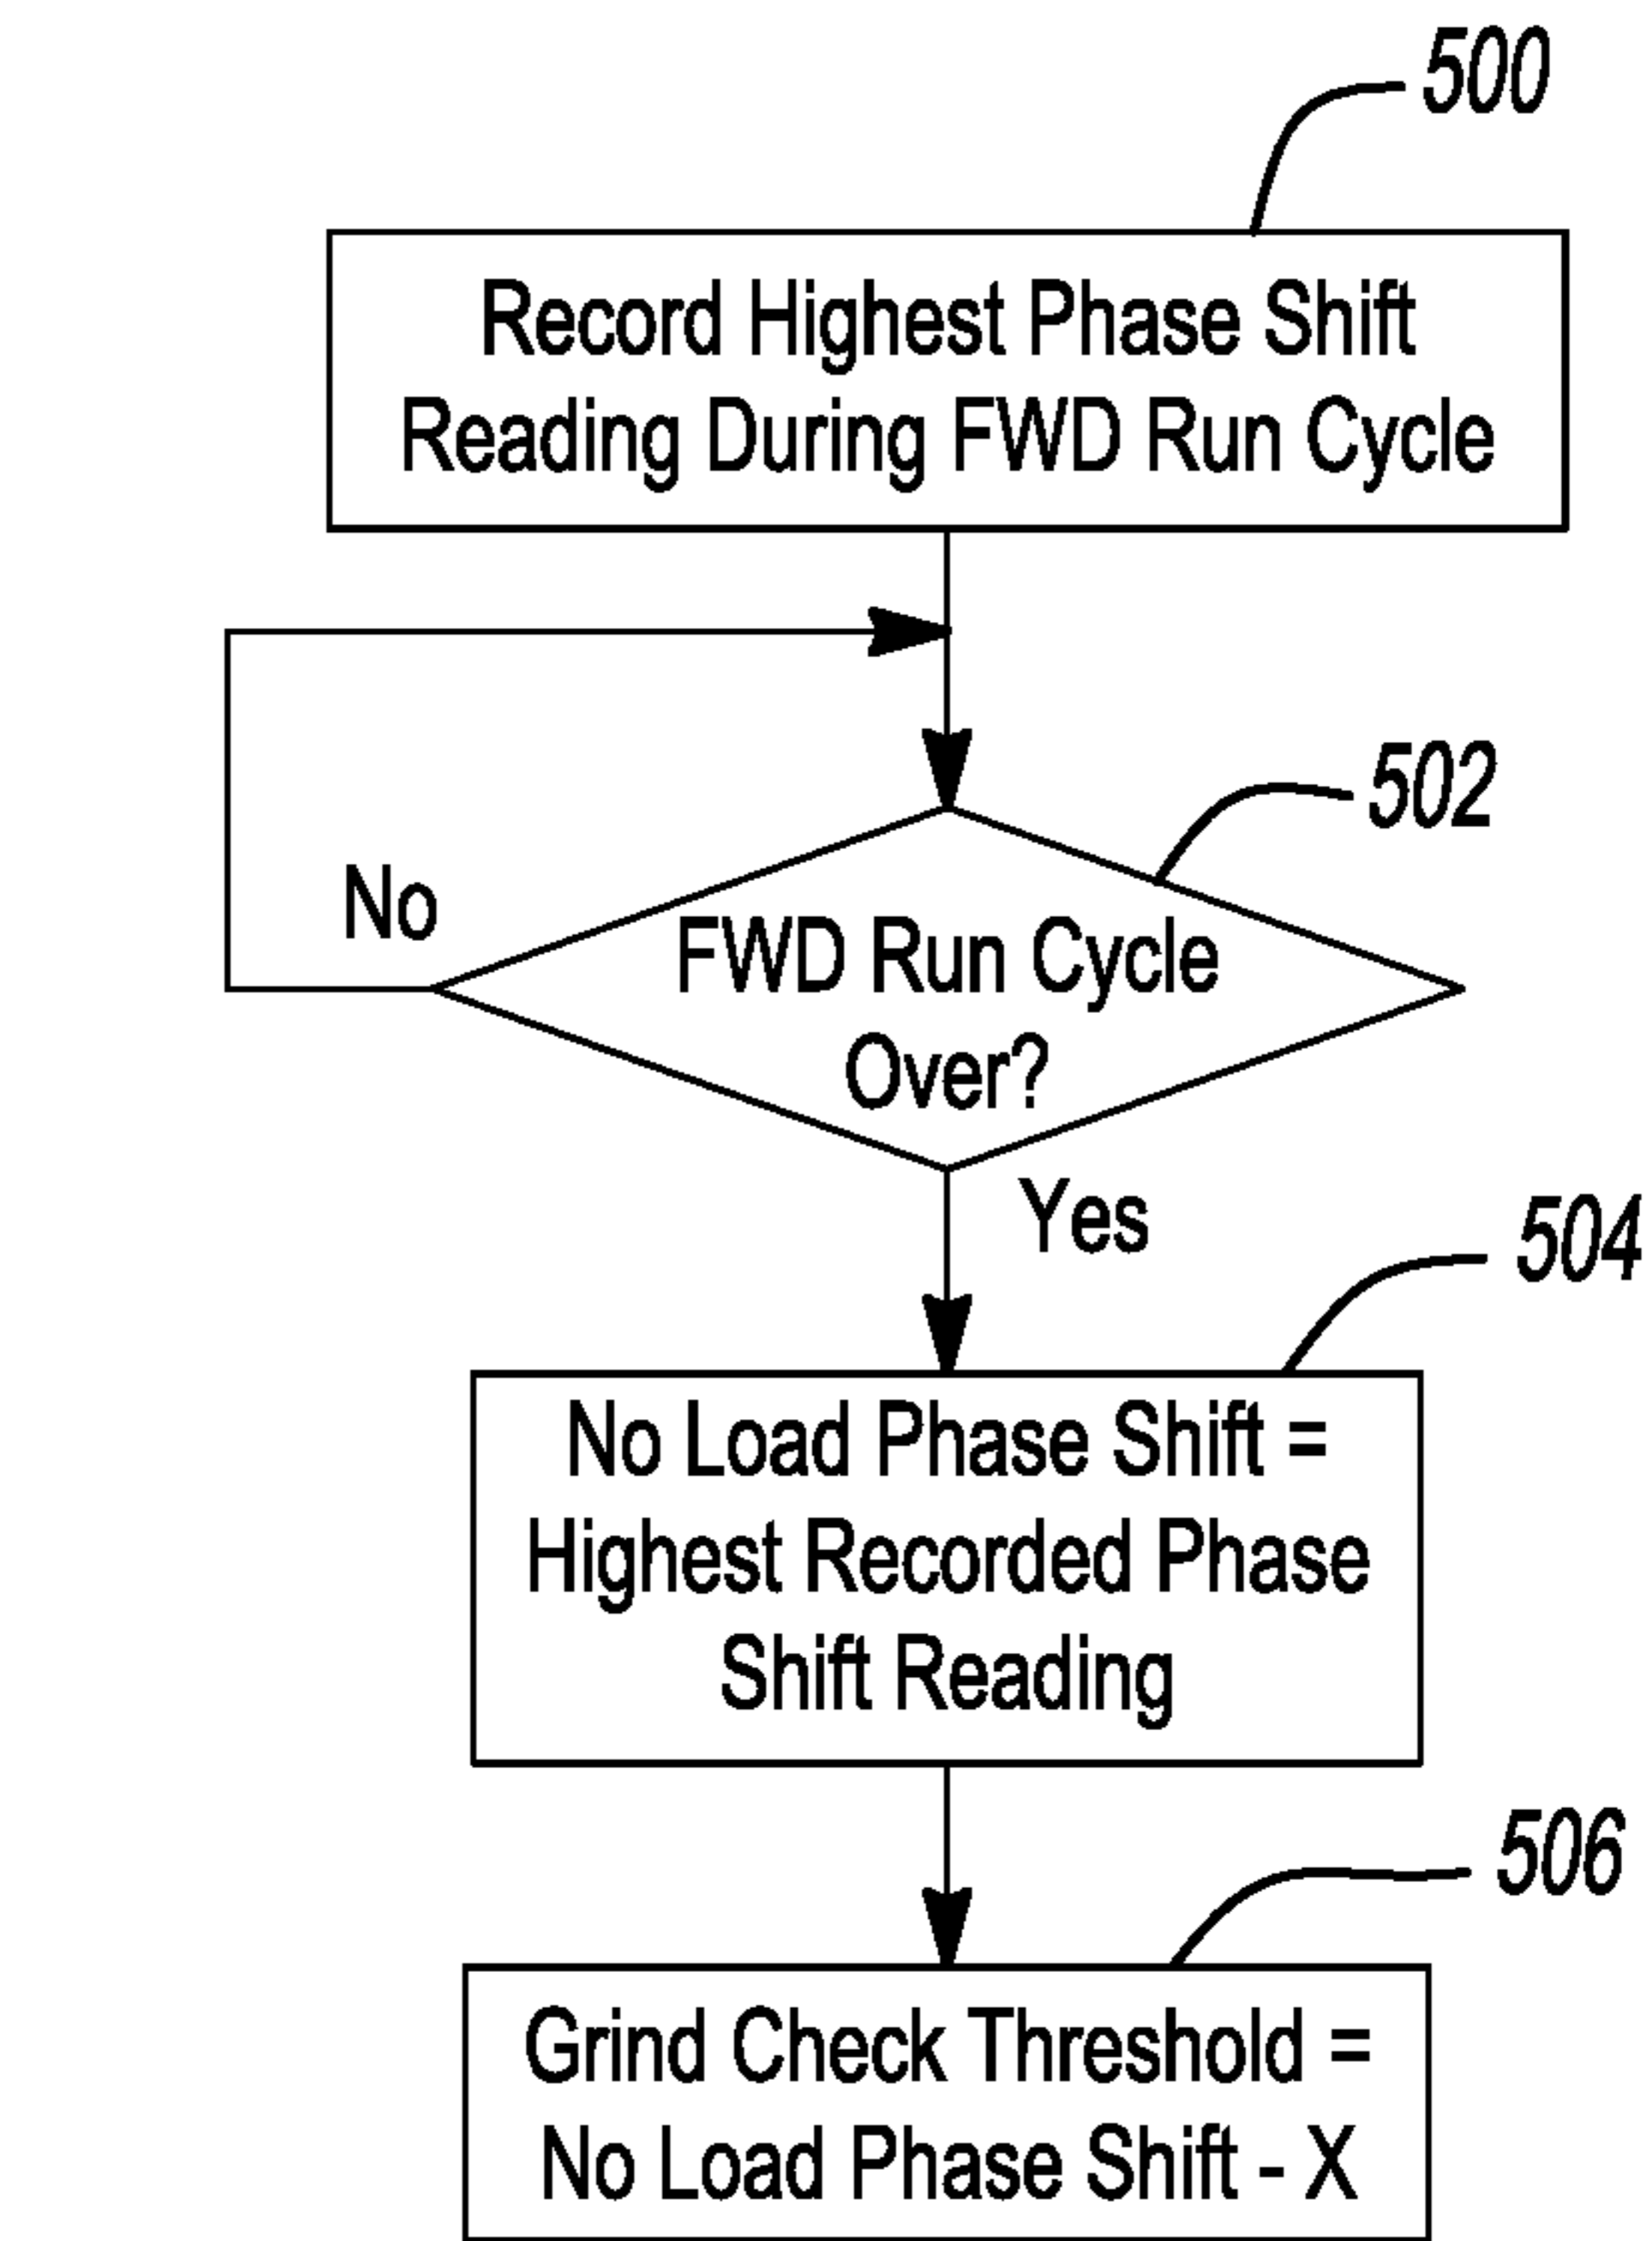 500
Record Highest Phase Shift
Reading During FWD Run Cycle
502
No
FWD Run Cycle
Over?
Yes
504
No Load Phase Shift =
Highest Recorded Phase
Shift Reading
506
Grind Check Threshold =
No Load Phase Shift - X